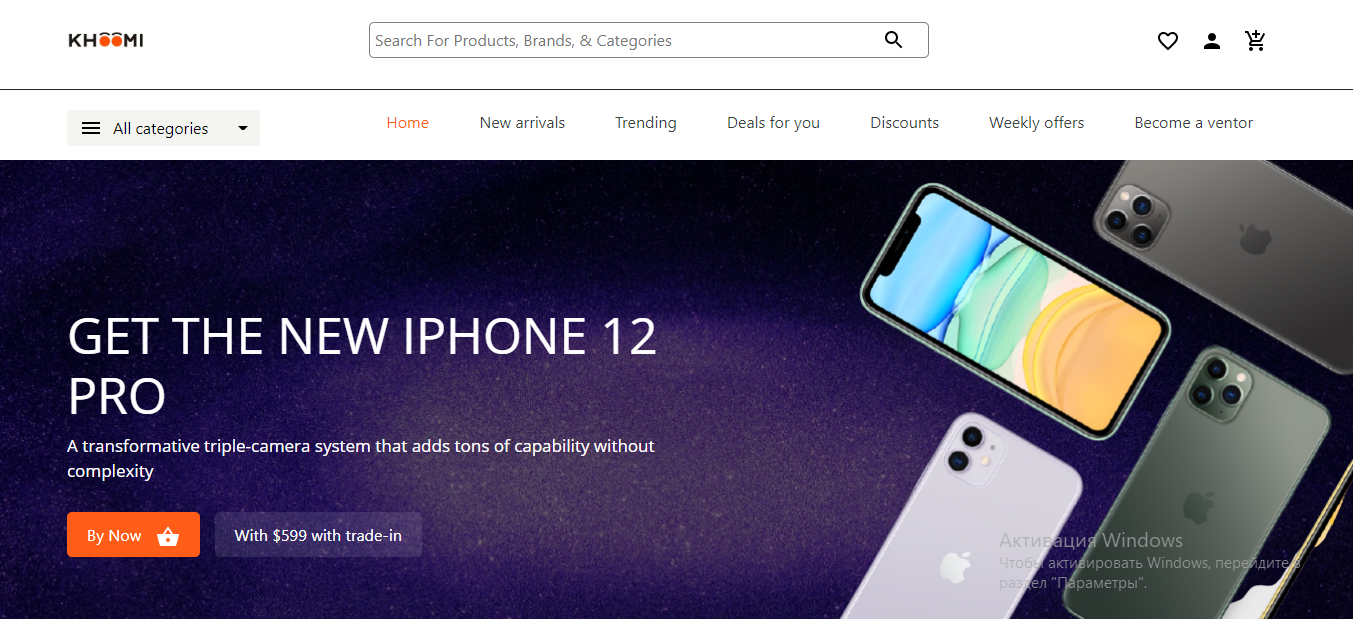 KHOOMI
Search For Products, Brands, & Categories
All categories
Home
New arrivals
Trending
Deals for you
Discounts
Weekly offers
Become a ventor
GET THE NEW IPHONE 12
PRO
A transformative triple-camera system that adds tons of capability without
complexity
By Now
With $599 with trade-in
Активация Windows
Чтобы активировать Windows, перейдите в
раздел "Параметры".